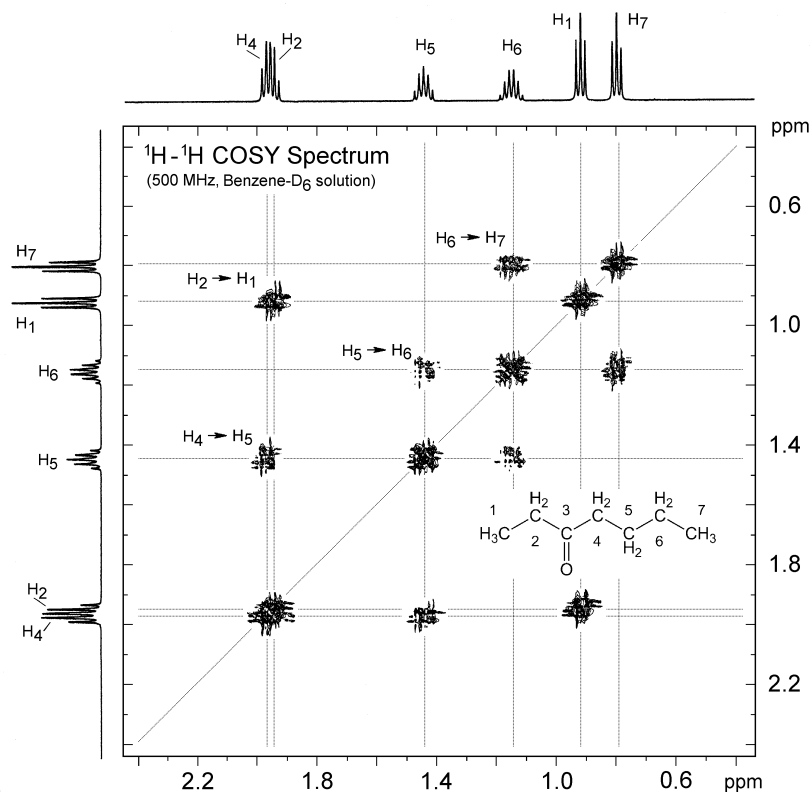 H₄ H₂ H₅ H₆ H₁ H₇
¹H-¹H COSY Spectrum
(500 MHz, Benzene-D₆ solution)
ppm
0.6
1.0
1.4
1.8
2.2
H₇
H₁
H₆
H₅
H₂
H₄
H₆ → H₇
H₂ → H₁
H₅ → H₆
H₄ → H₅
H₂ H₂ H₂
1 3 5 7
H₃C CH₃
C C C C C
2 4 H₂ 6
O
2.2 1.8 1.4 1.0 0.6 ppm